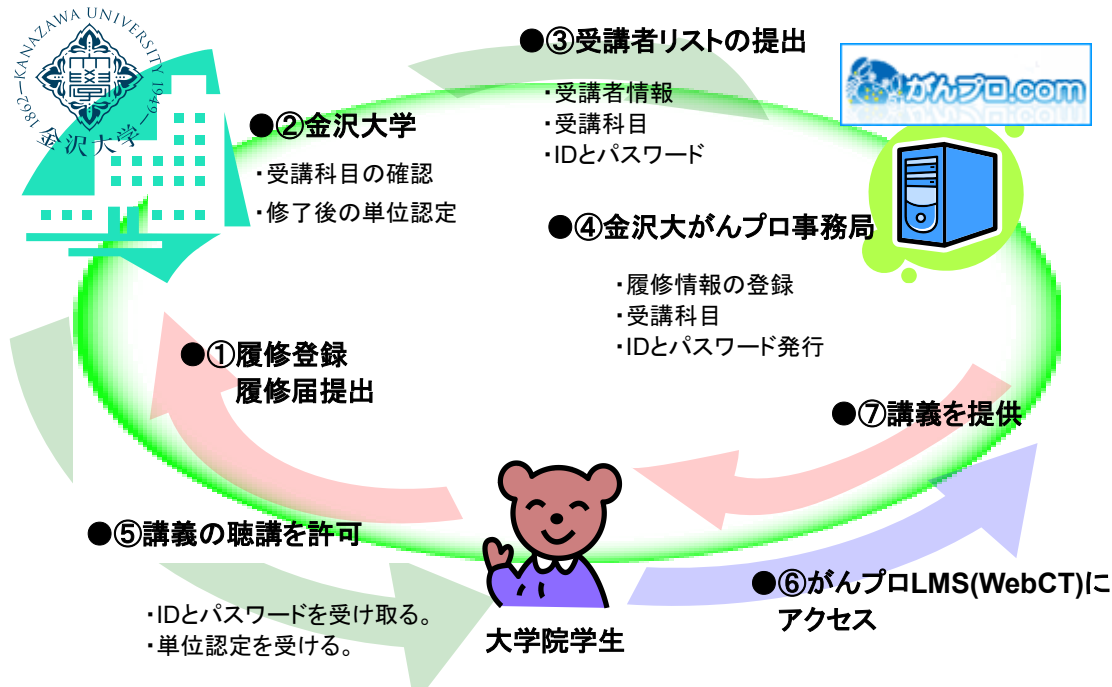 KANAZAWA UNIVERSITY 1949-
1862-
大學
金沢大学
●③受講者リストの提出
・受講者情報
・受講科目
・IDとパスワード
がんプロ.com
●②金沢大学
・受講科目の確認
・修了後の単位認定
●④金沢大がんプロ事務局
・履修情報の登録
・受講科目
・IDとパスワード発行
●①履修登録
履修届提出
●⑦講義を提供
●⑤講義の聴講を許可
・IDとパスワードを受け取る。
・単位認定を受ける。
大学院学生
●⑥がんプロLMS(WebCT)に
アクセス